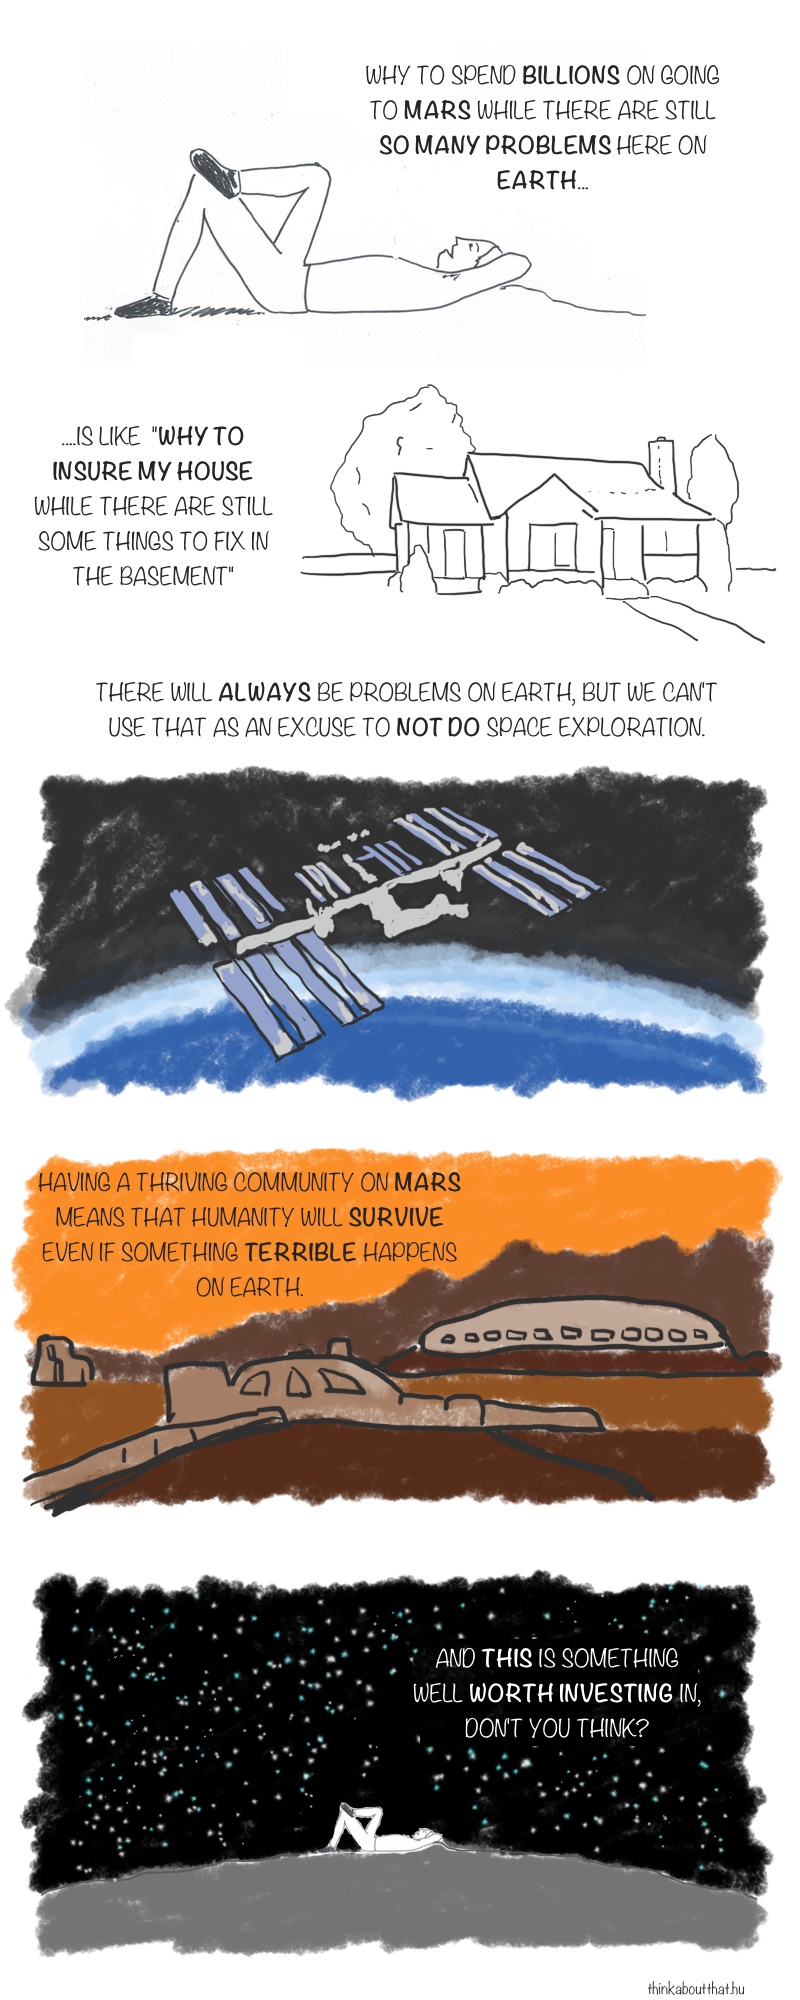 WHY TO SPEND BILLIONS ON GOING
TO MARS WHILE THERE ARE STILL
SO MANY PROBLEMS HERE ON
EARTH...
....IS LIKE "WHY TO
INSURE MY HOUSE
WHILE THERE ARE STILL
SOME THINGS TO FIX IN
THE BASEMENT"
THERE WILL ALWAYS BE PROBLEMS ON EARTH, BUT WE CAN'T
USE THAT AS AN EXCUSE TO NOT DO SPACE EXPLORATION.
HAVING A THRIVING COMMUNITY ON MARS
MEANS THAT HUMANITY WILL SURVIVE
EVEN IF SOMETHING TERRIBLE HAPPENS
ON EARTH.
AND THIS IS SOMETHING
WELL WORTH INVESTING IN,
DON'T YOU THINK?
thinkaboutthat.hu